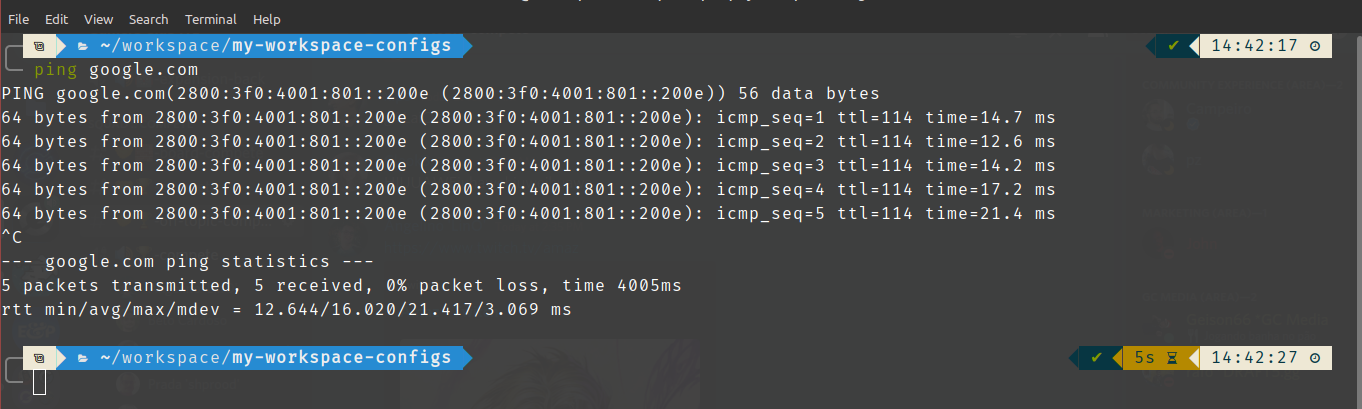 File Edit View Search Terminal Help
~/workspace/my-workspace-configs ✔ 14:42:17
ping google.com
PING google.com(2800:3f0:4001:801::200e (2800:3f0:4001:801::200e)) 56 data bytes
64 bytes from 2800:3f0:4001:801::200e (2800:3f0:4001:801::200e): icmp_seq=1 ttl=114 time=14.7 ms
64 bytes from 2800:3f0:4001:801::200e (2800:3f0:4001:801::200e): icmp_seq=2 ttl=114 time=12.6 ms
64 bytes from 2800:3f0:4001:801::200e (2800:3f0:4001:801::200e): icmp_seq=3 ttl=114 time=14.2 ms
64 bytes from 2800:3f0:4001:801::200e (2800:3f0:4001:801::200e): icmp_seq=4 ttl=114 time=17.2 ms
64 bytes from 2800:3f0:4001:801::200e (2800:3f0:4001:801::200e): icmp_seq=5 ttl=114 time=21.4 ms
^C
--- google.com ping statistics ---
5 packets transmitted, 5 received, 0% packet loss, time 4005ms
rtt min/avg/max/mdev = 12.644/16.020/21.417/3.069 ms
~/workspace/my-workspace-configs ✔ 5s 14:42:27